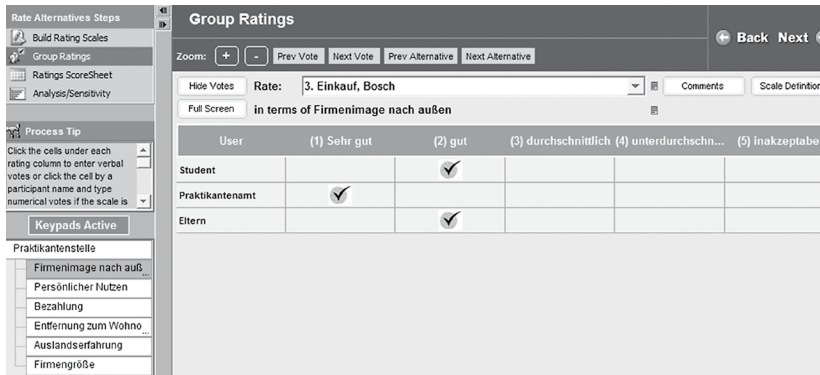 Rate Alternatives Steps
Build Rating Scales
Group Ratings
Ratings ScoreSheet
Analysis/Sensitivity
Process Tip
Click the cells under each
rating column to enter verbal
votes or click the cell by a
participant name and type
numerical votes if the scale is
Keypads Active
Praktikantenstelle
Firmenimage nach auß...
Persönlicher Nutzen
Bezahlung
Entfernung zum Wohno...
Auslandserfahrung
Firmengröße
Group Ratings
Back Next
Zoom: + - Prev Vote Next Vote Prev Alternative Next Alternative
Hide Votes Rate: 3. Einkauf, Bosch Comments Scale Definition
Full Screen in terms of Firmenimage nach außen
User (1) Sehr gut (2) gut (3) durchschnittlich (4) unterdurchschn... (5) inakzeptabe
Student
Praktikantenamt
Eltern